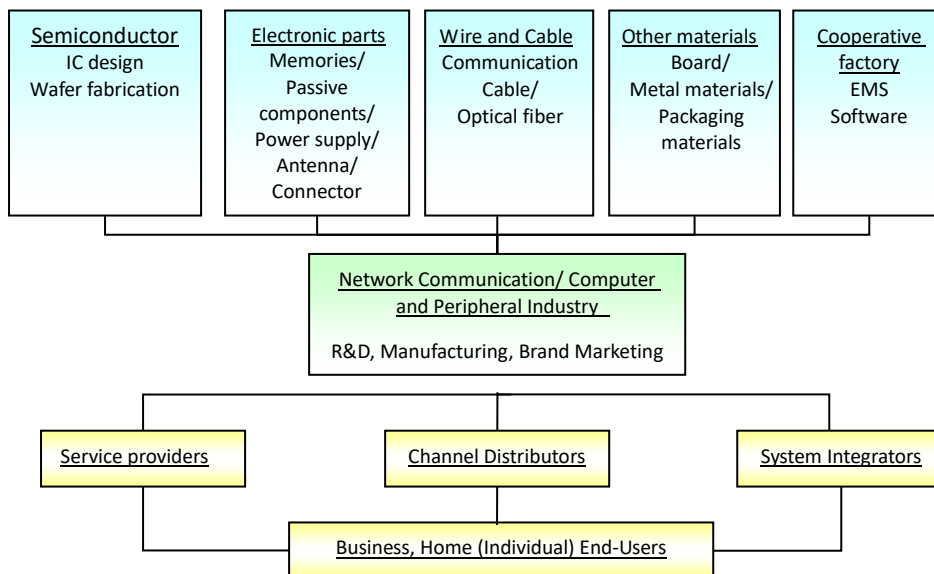 Semiconductor
IC design
Wafer fabrication
Electronic parts
Memories/
Passive
components/
Power supply/
Antenna/
Connector
Wire and Cable
Communication
Cable/
Optical fiber
Other materials
Board/
Metal materials/
Packaging
materials
Cooperative
factory
EMS
Software
Network Communication/ Computer
and Peripheral Industry
R&D, Manufacturing, Brand Marketing
Service providers
Channel Distributors
System Integrators
Business, Home (Individual) End-Users